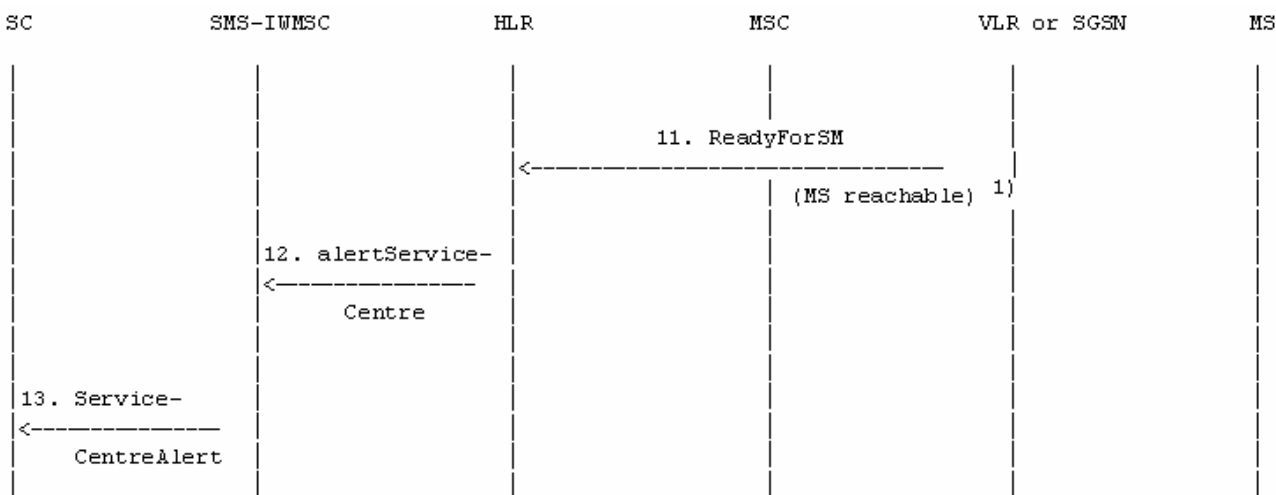 SC SMS-IWMSC HLR MSC VLR or SGSN MS
11. ReadyForSM
(MS reachable) 1)
12. alertService-
Centre
13. Service-
CentreAlert